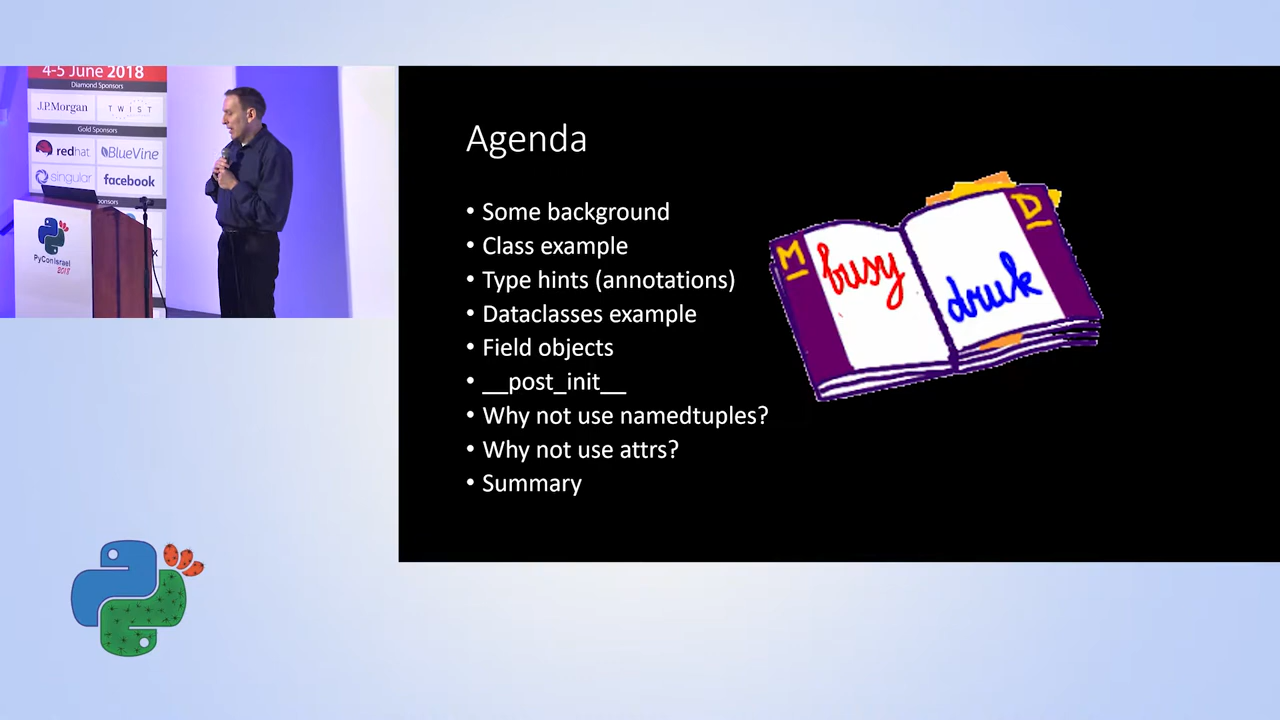 4-5 June 2018
Diamond Sponsors
J.P.Morgan
TWIST
Gold Sponsors
redhat
BlueVine
singular
facebook
PyConIsrael
2018
Agenda
• Some background
• Class example
• Type hints (annotations)
• Dataclasses example
• Field objects
• __post_init__
• Why not use namedtuples?
• Why not use attrs?
• Summary
M
busy
D
druk